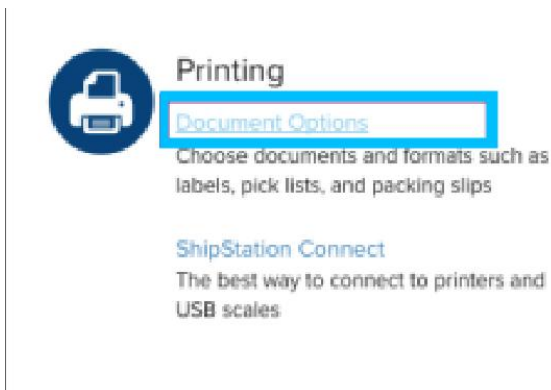 Printing
Document Options
Choose documents and formats such as
labels, pick lists, and packing slips
ShipStation Connect
The best way to connect to printers and
USB scales